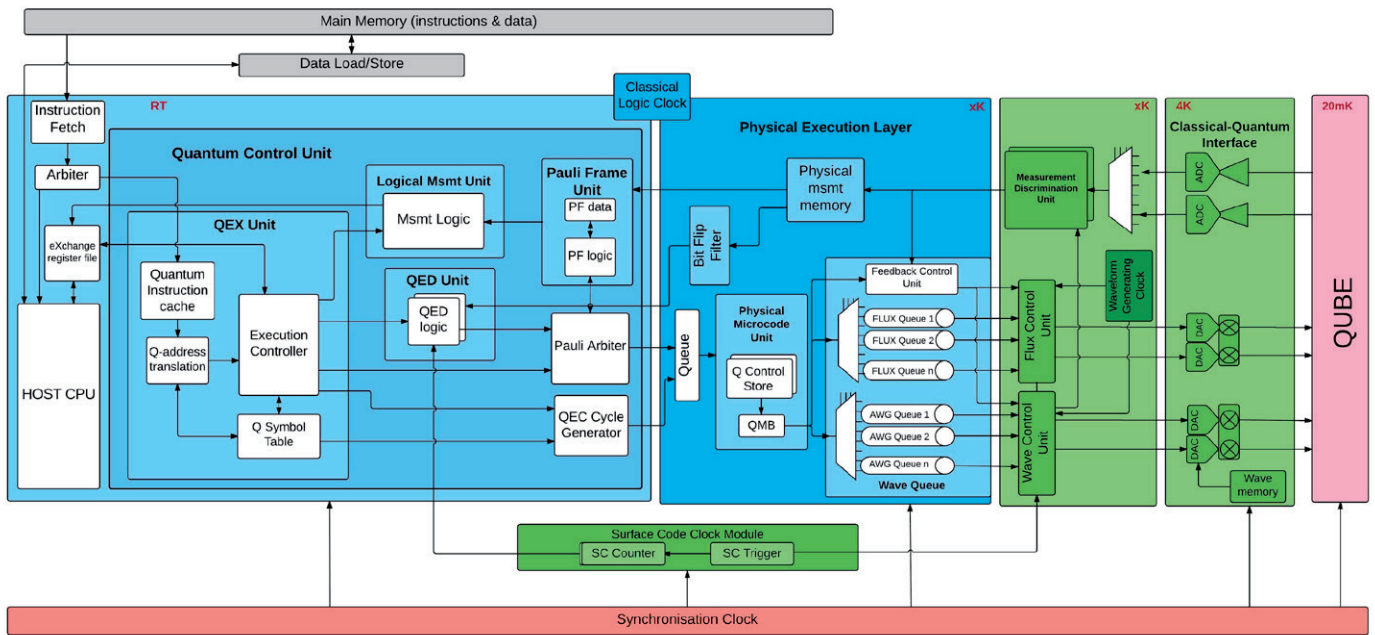 Main Memory (instructions & data)
Data Load/Store
Classical
Logic Clock
RT
Instruction
Fetch
Arbiter
eXchange
register file
HOST CPU
Quantum Control Unit
QEX Unit
Quantum
Instruction
cache
Q-address
translation
Execution
Controller
Q Symbol
Table
Logical Msmt Unit
Msmt Logic
QED Unit
QED
logic
Pauli Frame
Unit
PF data
PF logic
Pauli Arbiter
QEC Cycle
Generator
xK
Physical Execution Layer
Physical
msmt
memory
Bit Flip
Filter
Queue
Physical
Microcode
Unit
Q Control
Store
QMB
Feedback Control
Unit
FLUX Queue 1
FLUX Queue 2
FLUX Queue n
AWG Queue 1
AWG Queue 2
AWG Queue n
Wave Queue
xK
Measurement
Discrimination
Unit
Waveform
Generating
Clock
Flux Control
Unit
Wave Control
Unit
4K
Classical-Quantum
Interface
ADC
ADC
DAC
DAC
DAC
DAC
Wave
memory
20mK
QUBE
Surface Code Clock Module
SC Counter
SC Trigger
Synchronisation Clock